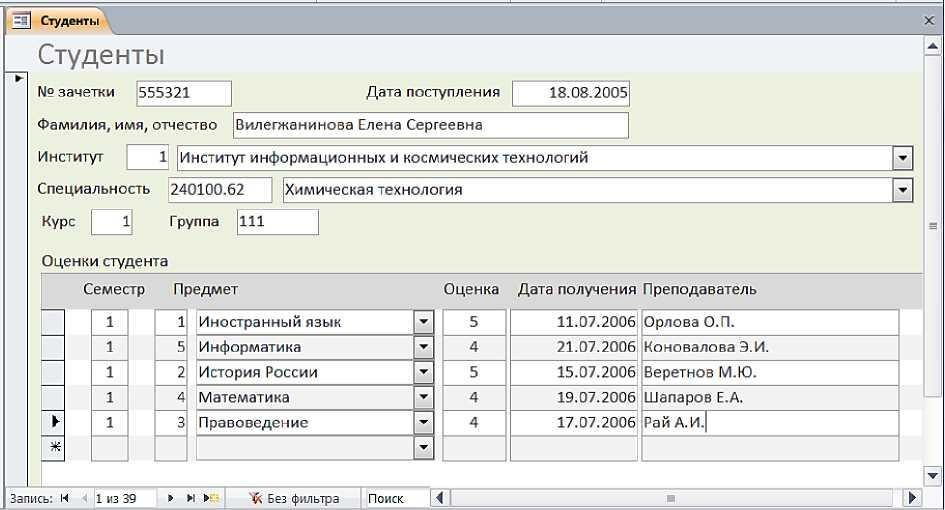 Студенты
Студенты
№ зачетки 555321 Дата поступления 18.08.2005
Фамилия, имя, отчество Вилегжанинова Елена Сергеевна
Институт 1 Институт информационных и космических технологий
Специальность 240100.62 Химическая технология
Курс 1 Группа 111
Оценки студента
Семестр Предмет Оценка Дата получения Преподаватель
1 1 Иностранный язык 5 11.07.2006 Орлова О.П.
1 5 Информатика 4 21.07.2006 Коновалова Э.И.
1 2 История России 5 15.07.2006 Веретнов М.Ю.
1 4 Математика 4 19.07.2006 Шапаров Е.А.
1 3 Правоведение 4 17.07.2006 Рай А.И.
Запись: 1 из 39 Без фильтра Поиск